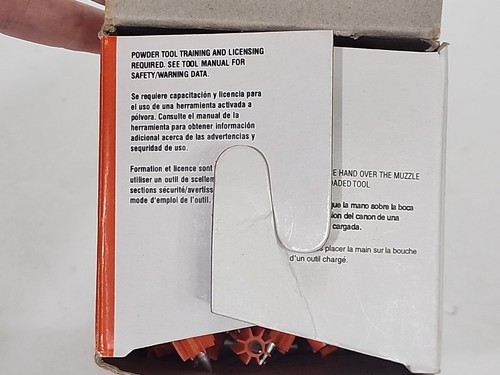 POWDER TOOL TRAINING AND LICENSING
REQUIRED. SEE TOOL MANUAL FOR
SAFETY/WARNING DATA.
Se requiere capacitación y licencia para
el uso de una herramienta activada a
pólvora. Consulte el manual de la
herramienta para obtener información
adicional acerca de las advertencias y
sequridad de uso.
Formation et licence sont
utiliser un outil de
sections
mode d'emploi de l'outil.
HAND OVER THE MUZZLE
TOOL
que la mano sobre la boca
del canon de una
cargada.
placer la main sur la bouche
d'un outil chargé.